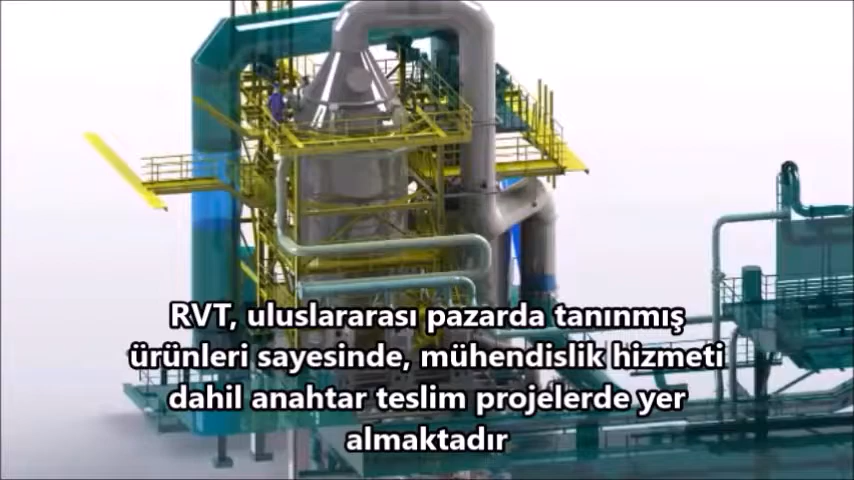 RVT, uluslararası pazarda tanınmış
ürünleri sayesinde, mühendislik hizmeti
dahil anahtar teslim projelerde yer
almaktadır